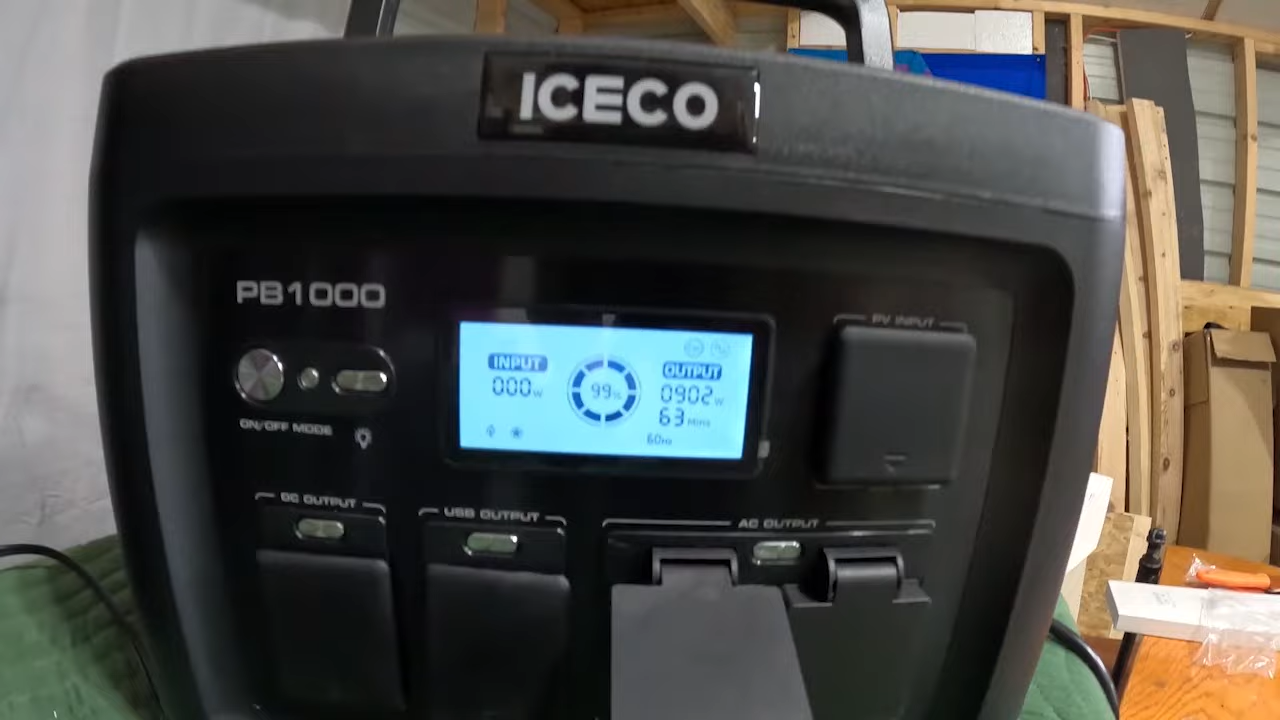 ICECO
PB1000
PV INPUT
INPUT
000W
99%
OUTPUT
0902W
63 Mins
60Hz
ON/OFF MODE
DC OUTPUT
USB OUTPUT
AC OUTPUT